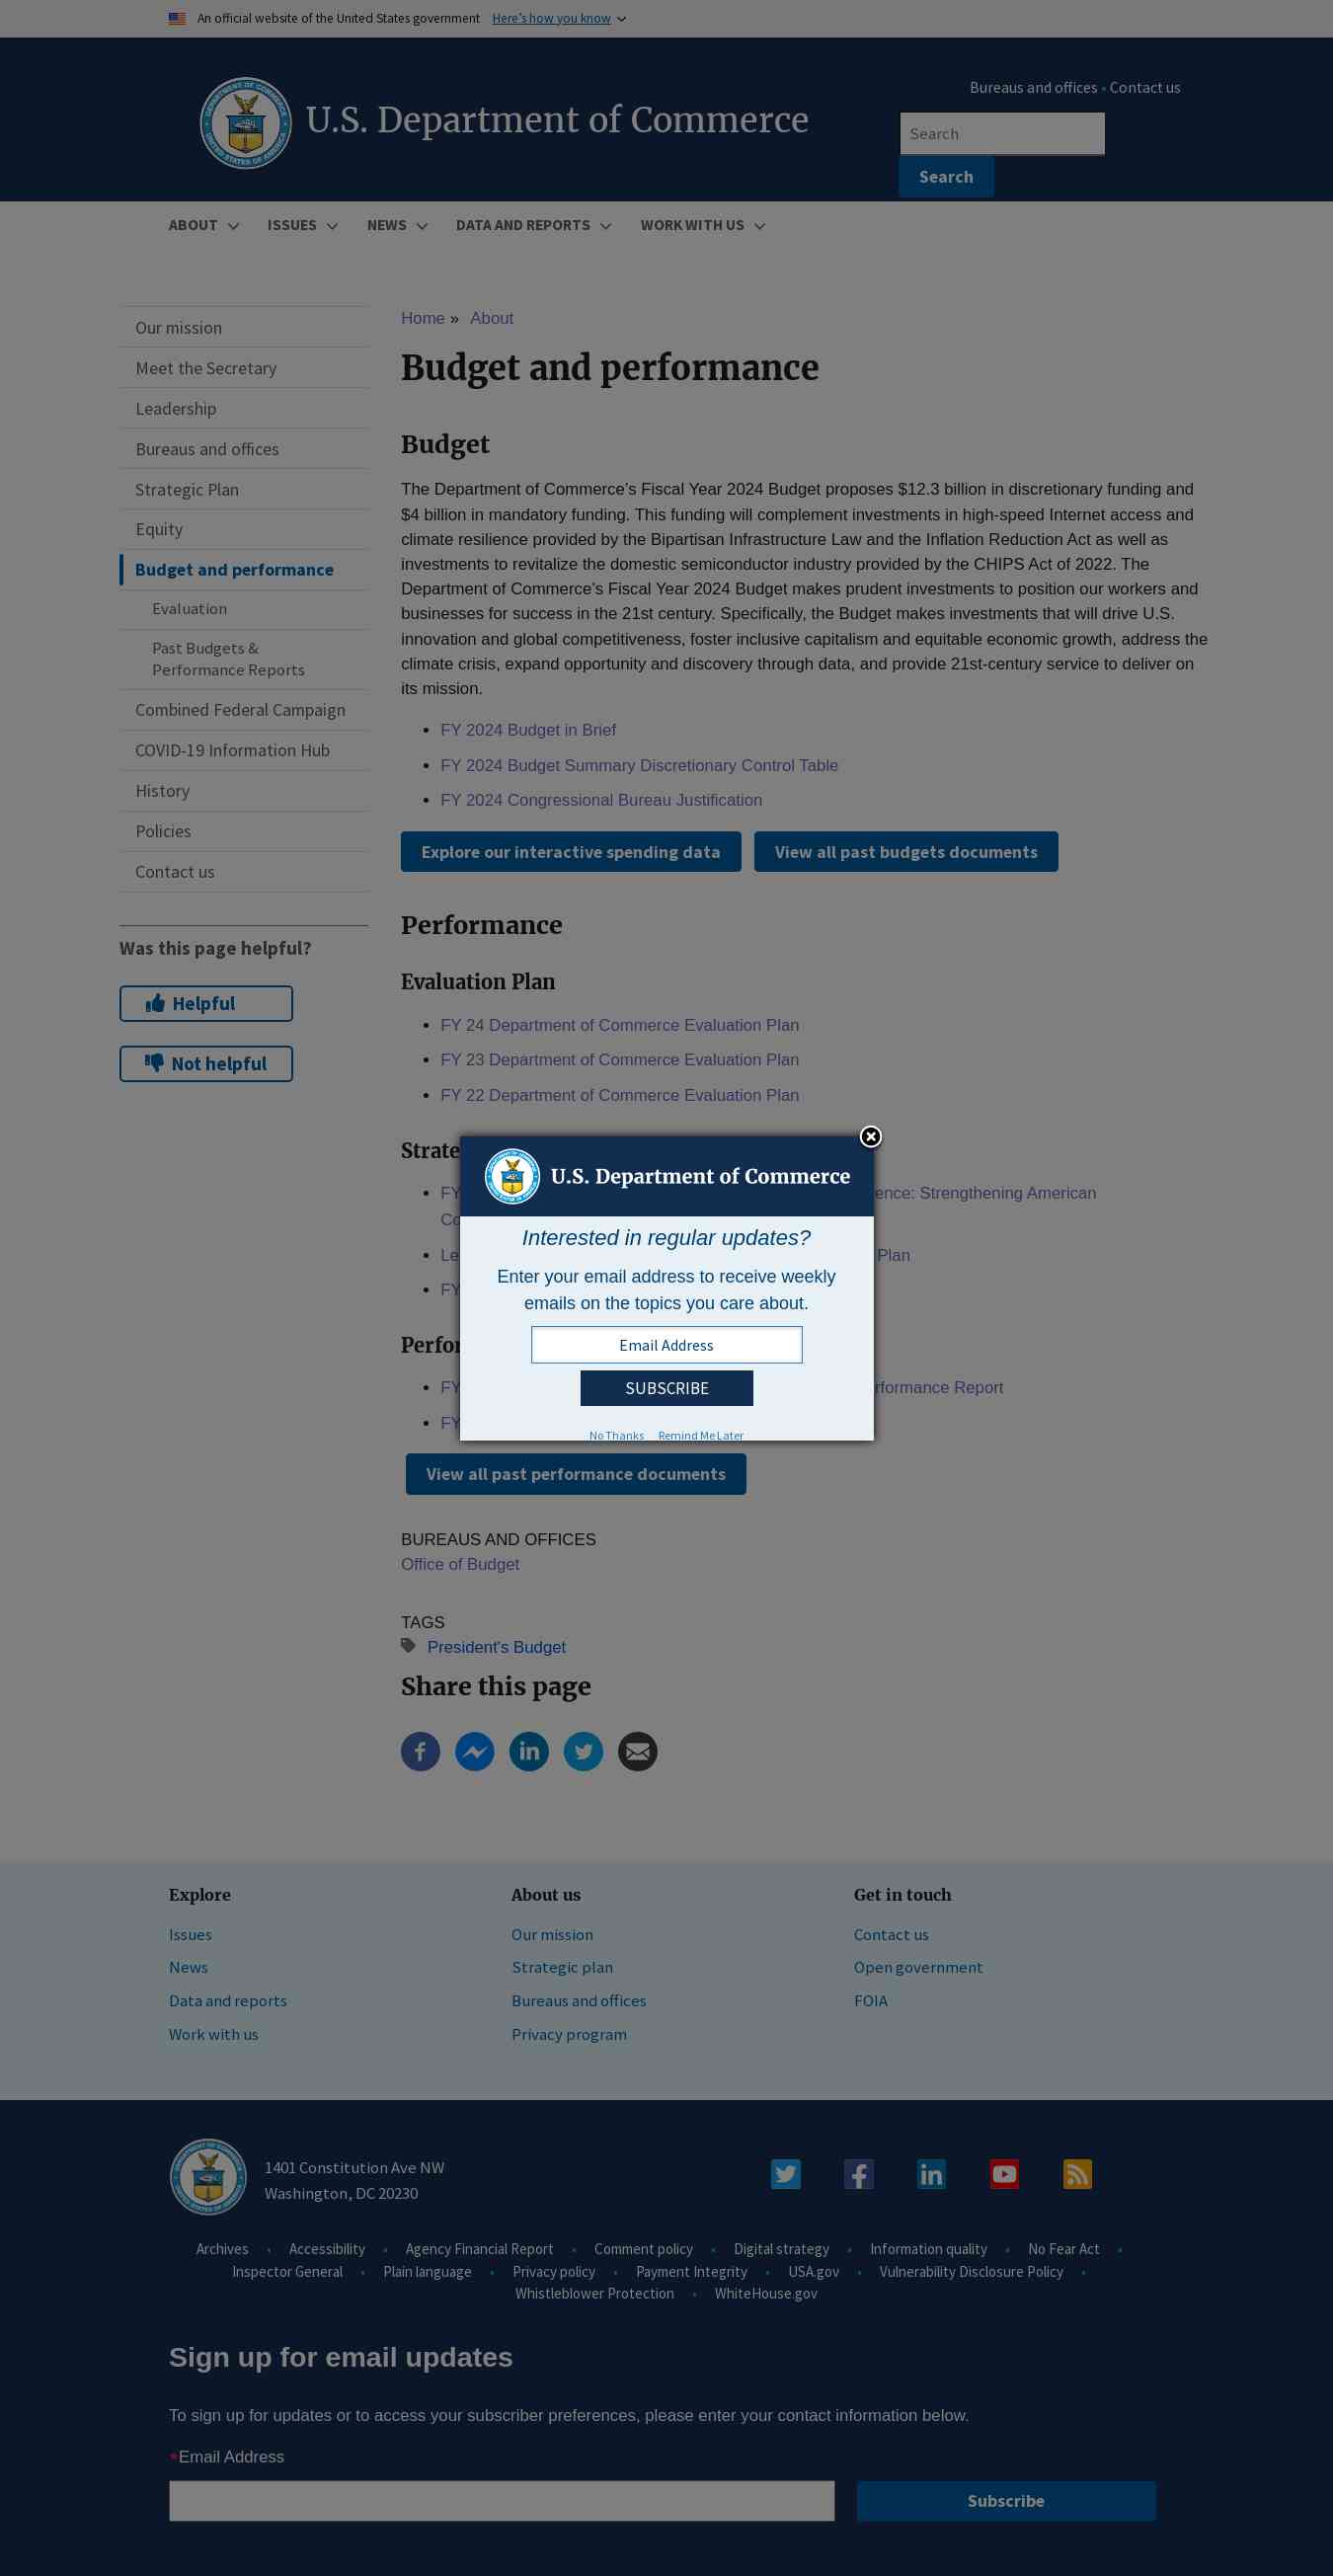 An official website of the United States government Here's how you know
Bureaus and offices • Contact us
U.S. Department of Commerce
Search
Search
ABOUT ISSUES NEWS DATA AND REPORTS WORK WITH US
Our mission
Meet the Secretary
Leadership
Bureaus and offices
Strategic Plan
Equity
Budget and performance
Evaluation
Past Budgets &
Performance Reports
Combined Federal Campaign
COVID-19 Information Hub
History
Policies
Contact us
Was this page helpful?
Helpful
Not helpful
Home » About
Budget and performance
Budget
The Department of Commerce's Fiscal Year 2024 Budget proposes $12.3 billion in discretionary funding and
$4 billion in mandatory funding. This funding will complement investments in high-speed Internet access and
climate resilience provided by the Bipartisan Infrastructure Law and the Inflation Reduction Act as well as
investments to revitalize the domestic semiconductor industry provided by the CHIPS Act of 2022. The
Department of Commerce's Fiscal Year 2024 Budget makes prudent investments to position our workers and
businesses for success in the 21st century. Specifically, the Budget makes investments that will drive U.S.
innovation and global competitiveness, foster inclusive capitalism and equitable economic growth, address the
climate crisis, expand opportunity and discovery through data, and provide 21st-century service to deliver on
its mission.
• FY 2024 Budget in Brief
• FY 2024 Budget Summary Discretionary Control Table
• FY 2024 Congressional Bureau Justification
Explore our interactive spending data View all past budgets documents
Performance
Evaluation Plan
• FY 24 Department of Commerce Evaluation Plan
• FY 23 Department of Commerce Evaluation Plan
• FY 22 Department of Commerce Evaluation Plan
U.S. Department of Commerce
Interested in regular updates?
Enter your email address to receive weekly
emails on the topics you care about.
Email Address
SUBSCRIBE
No Thanks Remind Me Later
• FY Strengthening American
Plan
• FY
• FY Report
• FY
View all past performance documents
BUREAUS AND OFFICES
Office of Budget
TAGS
President's Budget
Share this page
Explore
Issues
News
Data and reports
Work with us
About us
Our mission
Strategic plan
Bureaus and offices
Privacy program
Get in touch
Contact us
Open government
FOIA
1401 Constitution Ave NW
Washington, DC 20230
Archives • Accessibility • Agency Financial Report • Comment policy • Digital strategy • Information quality • No Fear Act •
Inspector General • Plain language • Privacy policy • Payment Integrity • USA.gov • Vulnerability Disclosure Policy •
Whistleblower Protection • WhiteHouse.gov
Sign up for email updates
To sign up for updates or to access your subscriber preferences, please enter your contact information below.
*Email Address
Subscribe